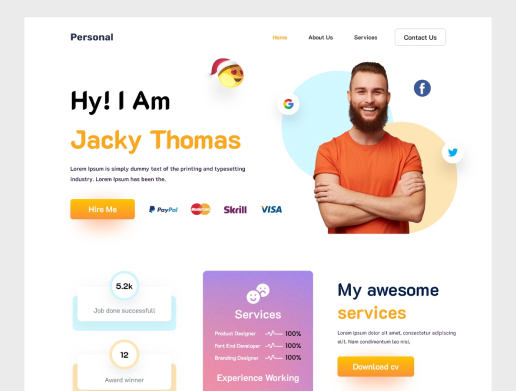 Personal
Home About Us Services Contact Us
Hy! I Am
Jacky Thomas
Lorem Ipsum is simply dummy text of the printing and typesetting
industry. Lorem Ipsum has been the.
Hire Me PayPal MasterCard Skrill VISA
5.2k
Job done successfull
12
Award winner
Services
Product Designer 100%
Font End Developer 100%
Branding Designer 100%
Experience Working
My awesome
services
Lorem ipsum dolor sit amet, consectetur adipiscing
elit. Nam condimentum leo nisl,
Download cv